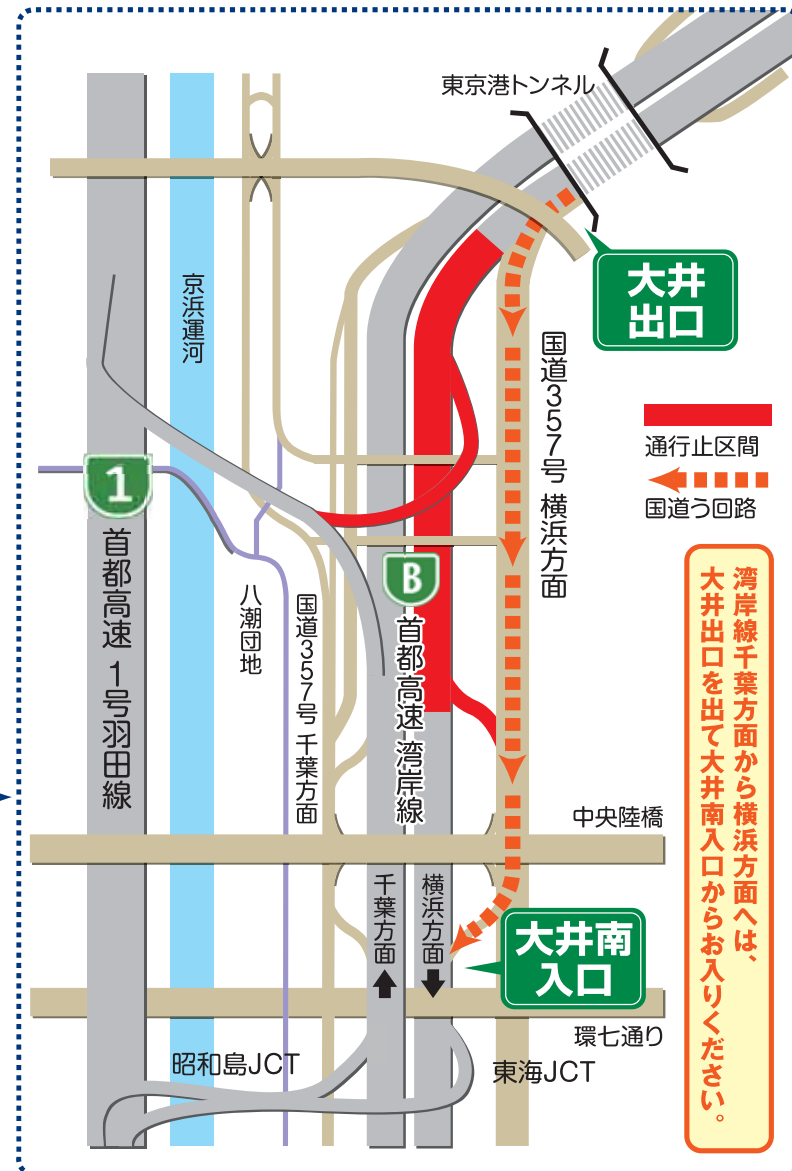 東京港トンネル
大井
出口
京浜運河
国道357号 横浜方面
通行止区間
国道う回路
1
首都高速 1号羽田線
八潮団地
国道357号 千葉方面
B
首都高速 湾岸線
湾岸線千葉方面から横浜方面へは、
大井出口を出て大井南入口からお入りください。
中央陸橋
千葉方面
横浜方面
大井南
入口
環七通り
昭和島JCT
東海JCT